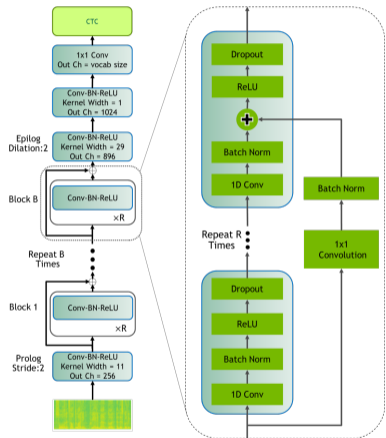 CTC
1x1 Conv
Out Ch = vocab size
Conv-BN-ReLU
Kernel Width = 1
Out Ch = 1024
Epilog
Dilation:2
Conv-BN-ReLU
Kernel Width = 29
Out Ch = 896
Block B
Conv-BN-ReLU
×R
Repeat B
Times
Block 1
Conv-BN-ReLU
×R
Prolog
Stride:2
Conv-BN-ReLU
Kernel Width = 11
Out Ch = 256
Dropout
ReLU
+
Batch Norm
1D Conv
Batch Norm
1x1
Convolution
Repeat R
Times
Dropout
ReLU
Batch Norm
1D Conv